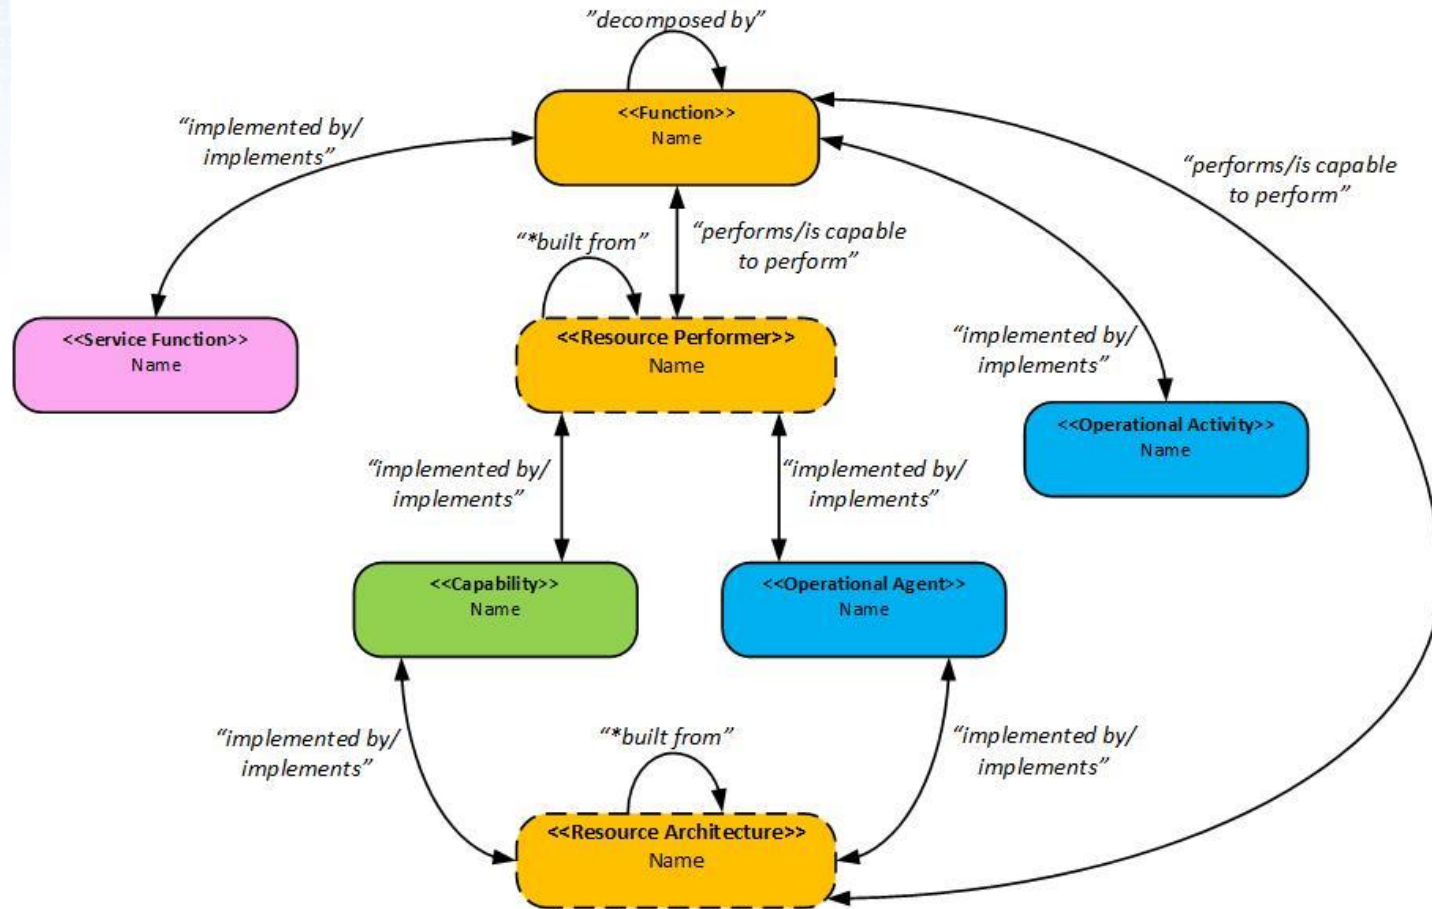 ”decomposed by”
<<Function>>
Name
“implemented by/
implements”
“performs/is capable
to perform”
“*built from”
“performs/is capable
to perform”
<<Service Function>>
Name
<<Resource Performer>>
Name
“implemented by/
implements”
<<Operational Activity>>
Name
“implemented by/
implements”
“implemented by/
implements”
<<Capability>>
Name
<<Operational Agent>>
Name
“implemented by/
implements”
“*built from”
“implemented by/
implements”
<<Resource Architecture>>
Name